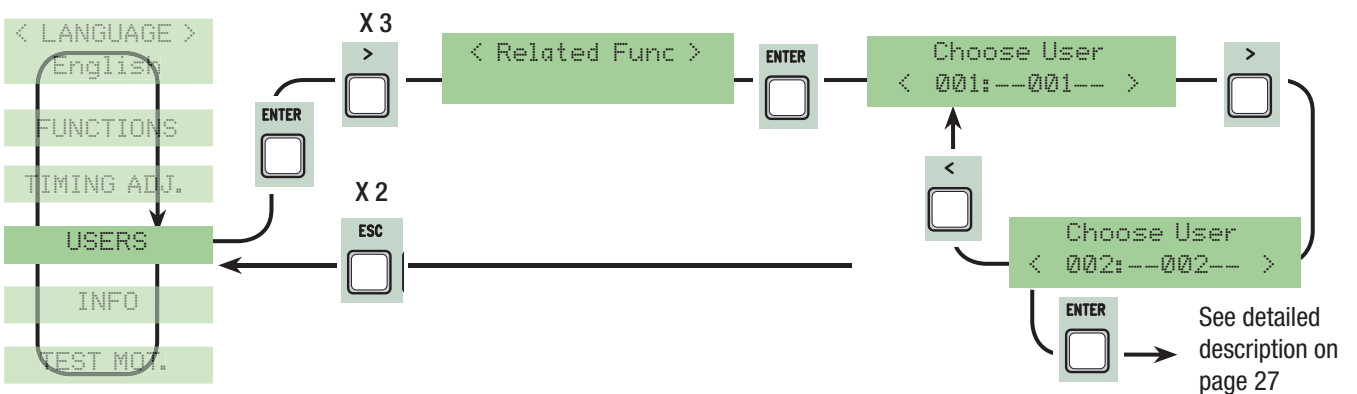 < LANGUAGE >
English
FUNCTIONS
TIMING ADJ.
USERS
INFO
TEST MOT.
ENTER
X 3
>
< Related Func >
ENTER
Choose User
< 001:--001-- >
>
<
Choose User
< 002:--002-- >
ENTER
See detailed
description on
page 27
X 2
ESC